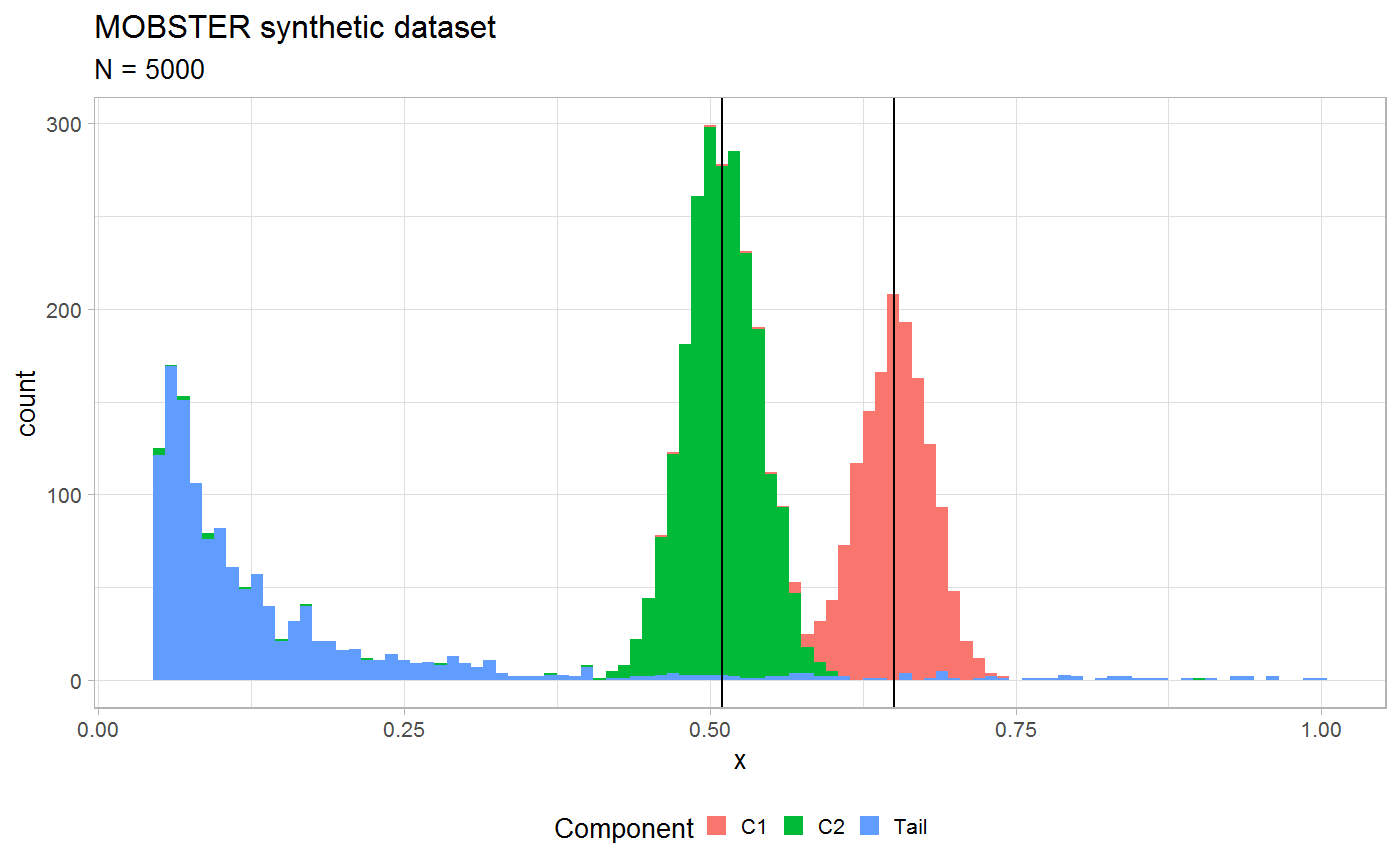 MOBSTER synthetic dataset
N = 5000
300
200
100
0
count
0.00 0.25 0.50 0.75 1.00
x
Component C1 C2 Tail